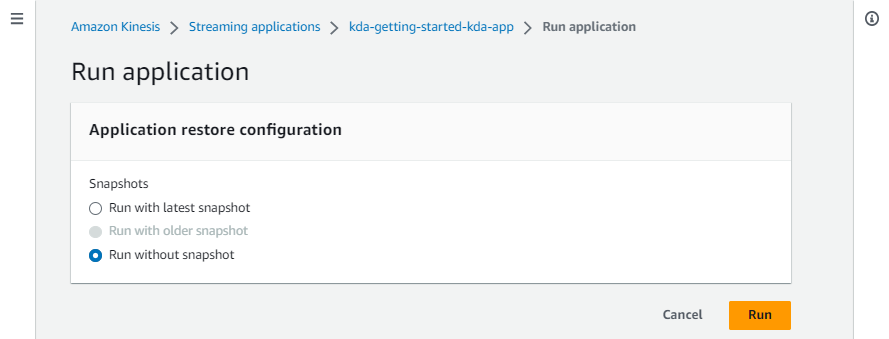 Amazon Kinesis > Streaming applications > kda-getting-started-kda-app > Run application
Run application
Application restore configuration
Snapshots
Run with latest snapshot
Run with older snapshot
Run without snapshot
Cancel Run